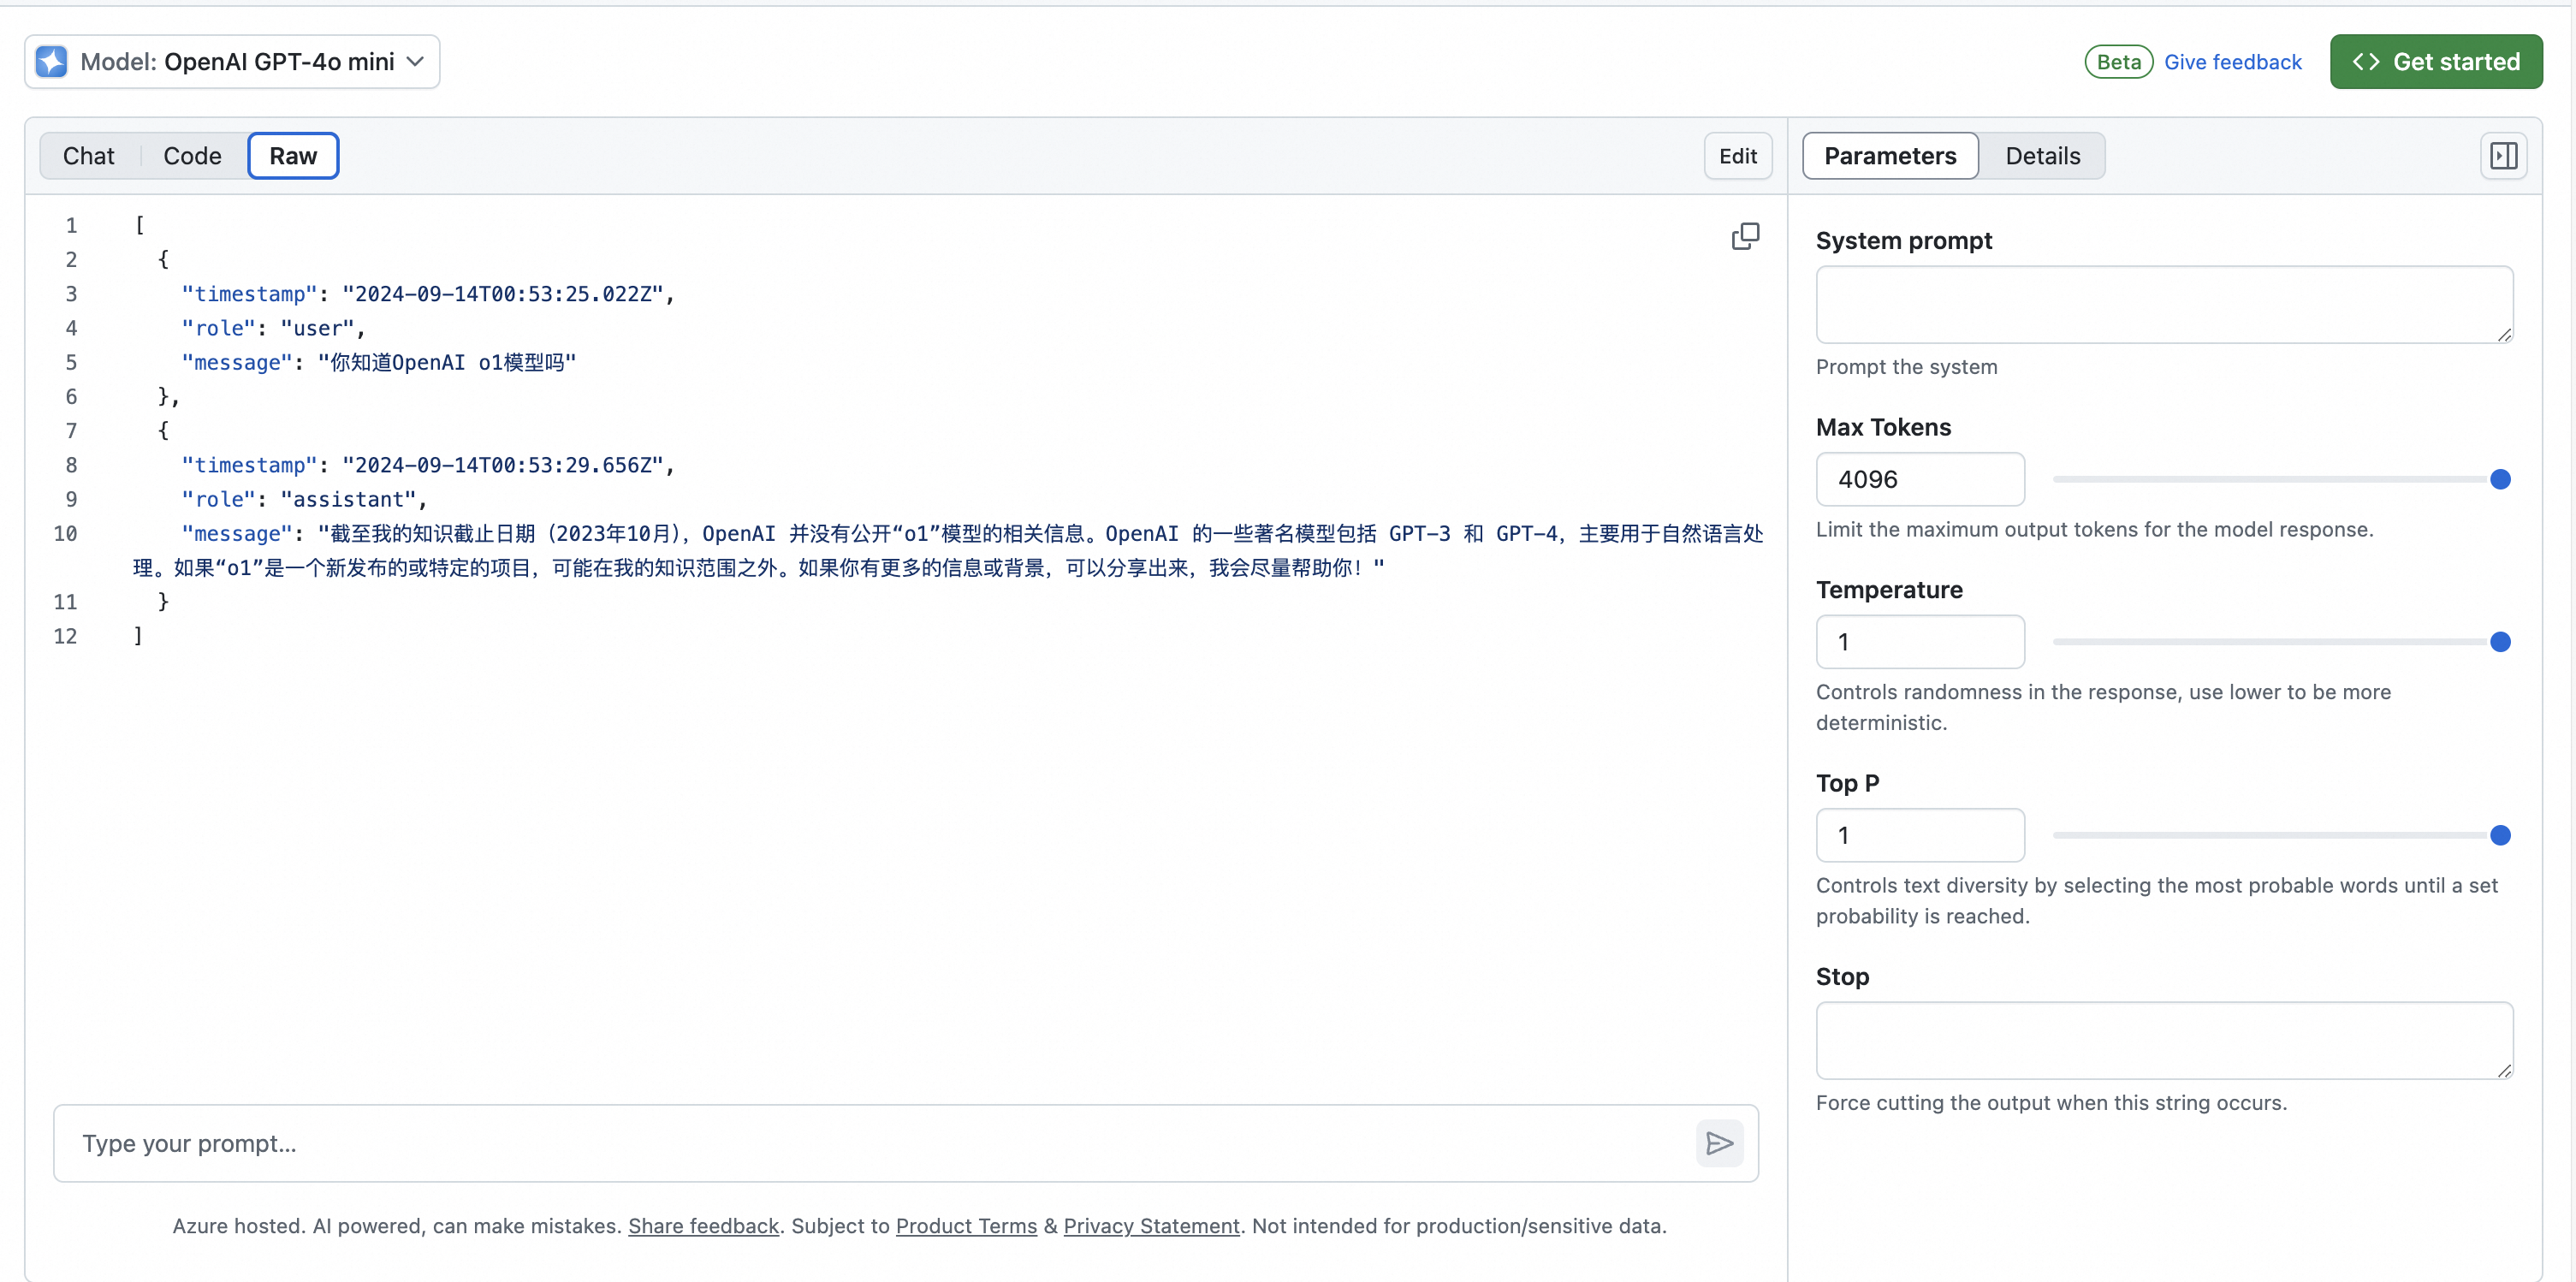 Model: OpenAI GPT-4o mini
Beta Give feedback <> Get started
Chat Code Raw Edit
1 [
2 {
3 "timestamp": "2024-09-14T00:53:25.022Z",
4 "role": "user",
5 "message": "你知道OpenAI o1模型吗"
6 },
7 {
8 "timestamp": "2024-09-14T00:53:29.656Z",
9 "role": "assistant",
10 "message": "截至我的知识截止日期（2023年10月），OpenAI 并没有公开“o1”模型的相关信息。OpenAI 的一些著名模型包括 GPT-3 和 GPT-4，主要用于自然语言处
理。如果“o1”是一个新发布的或特定的项目，可能在我的知识范围之外。如果你有更多的信息或背景，可以分享出来，我会尽量帮助你！"
11 }
12 ]
Type your prompt...
Azure hosted. AI powered, can make mistakes. Share feedback. Subject to Product Terms & Privacy Statement. Not intended for production/sensitive data.
Parameters Details
System prompt
Prompt the system
Max Tokens
4096
Limit the maximum output tokens for the model response.
Temperature
1
Controls randomness in the response, use lower to be more
deterministic.
Top P
1
Controls text diversity by selecting the most probable words until a set
probability is reached.
Stop
Force cutting the output when this string occurs.